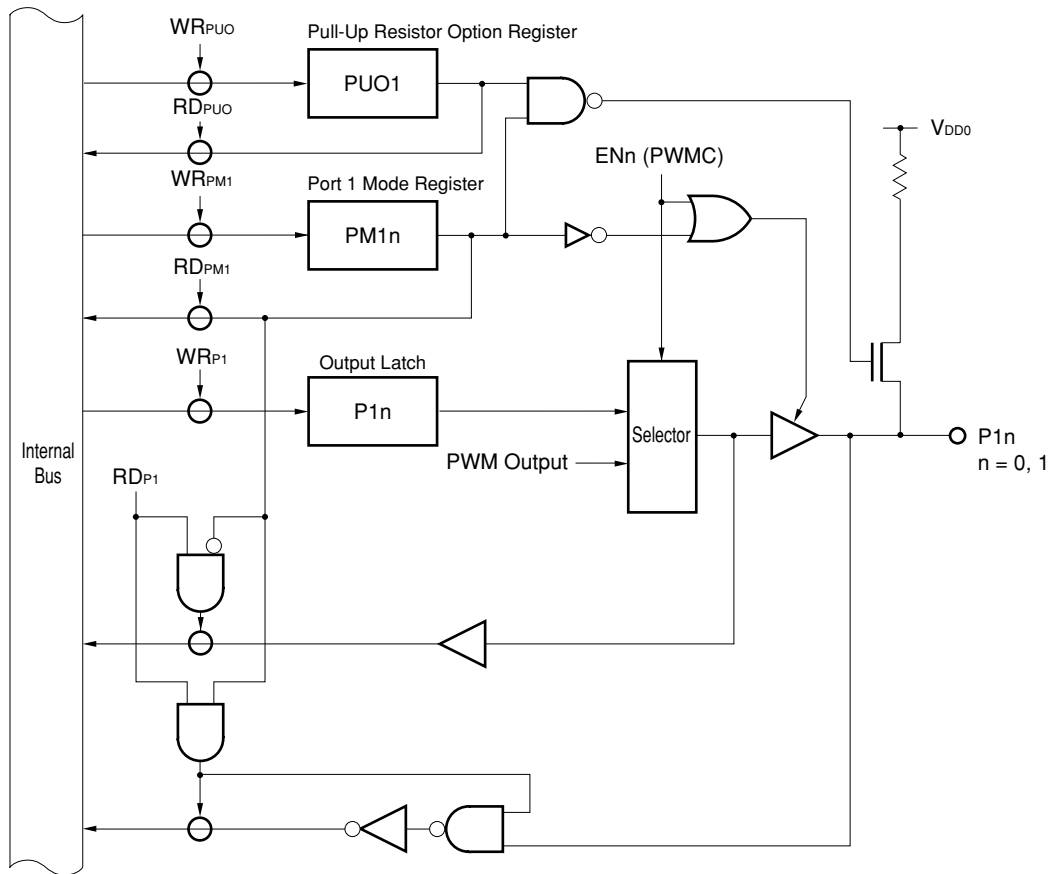 WRPUO
Pull-Up Resistor Option Register
PUO1
RDPUO
VDD0
ENn (PWMC)
WRPM1
Port 1 Mode Register
PM1n
RDPM1
WRP1
Output Latch
P1n
Selector
P1n
n = 0, 1
Internal
Bus
PWM Output
RDP1